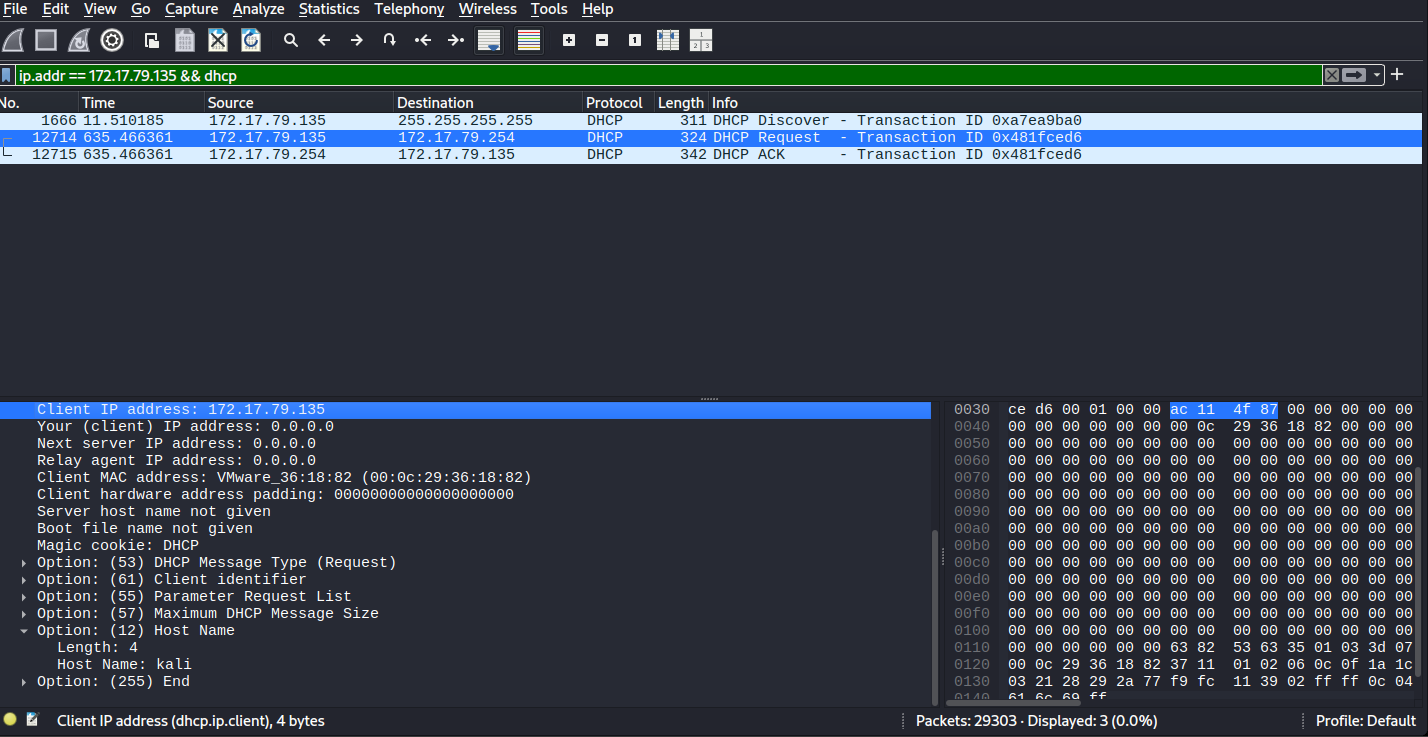 File Edit View Go Capture Analyze Statistics Telephony Wireless Tools Help
ip.addr == 172.17.79.135 && dhcp
No. Time Source Destination Protocol Length Info
1666 11.510185 172.17.79.135 255.255.255.255 DHCP 311 DHCP Discover - Transaction ID 0xa7ea9ba0
12714 635.466361 172.17.79.135 172.17.79.254 DHCP 324 DHCP Request - Transaction ID 0x481fced6
12715 635.466361 172.17.79.254 172.17.79.135 DHCP 342 DHCP ACK - Transaction ID 0x481fced6
Client IP address: 172.17.79.135
Your (client) IP address: 0.0.0.0
Next server IP address: 0.0.0.0
Relay agent IP address: 0.0.0.0
Client MAC address: VMware_36:18:82 (00:0c:29:36:18:82)
Client hardware address padding: 00000000000000000000
Server host name not given
Boot file name not given
Magic cookie: DHCP
Option: (53) DHCP Message Type (Request)
Option: (61) Client identifier
Option: (55) Parameter Request List
Option: (57) Maximum DHCP Message Size
Option: (12) Host Name
Length: 4
Host Name: kali
Option: (255) End
0030 ce d6 00 01 00 00 ac 11 4f 87 00 00 00 00 00
0040 00 00 00 00 00 00 00 0c 29 36 18 82 00 00 00
0050 00 00 00 00 00 00 00 00 00 00 00 00 00 00 00
0060 00 00 00 00 00 00 00 00 00 00 00 00 00 00 00
0070 00 00 00 00 00 00 00 00 00 00 00 00 00 00 00
0080 00 00 00 00 00 00 00 00 00 00 00 00 00 00 00
0090 00 00 00 00 00 00 00 00 00 00 00 00 00 00 00
00a0 00 00 00 00 00 00 00 00 00 00 00 00 00 00 00
00b0 00 00 00 00 00 00 00 00 00 00 00 00 00 00 00
00c0 00 00 00 00 00 00 00 00 00 00 00 00 00 00 00
00d0 00 00 00 00 00 00 00 00 00 00 00 00 00 00 00
00e0 00 00 00 00 00 00 00 00 00 00 00 00 00 00 00
00f0 00 00 00 00 00 00 00 00 00 00 00 00 00 00 00
0100 00 00 00 00 00 00 00 00 00 00 00 00 00 00 00
0110 00 00 00 00 00 00 63 82 53 63 35 01 03 3d 07
0120 00 0c 29 36 18 82 37 11 01 02 06 0c 0f 1a 1c
0130 03 21 28 29 2a 77 f9 fc 11 39 02 ff ff 0c 04
0140 61 6c 69 ff
Client IP address (dhcp.ip.client), 4 bytes
Packets: 29303 · Displayed: 3 (0.0%)
Profile: Default